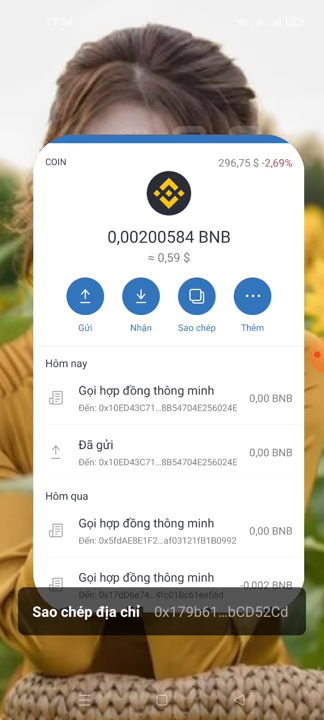 17:34
COIN
296,75 $ -2,69%
0,00200584 BNB
≈ 0,59 $
Gửi
Nhận
Sao chép
Thêm
Hôm nay
Gọi hợp đồng thông minh
0,00 BNB
Đến: 0x10ED43C71...8B54704E256024E
Đã gửi
0,00 BNB
Đến: 0x10ED43C71...8B54704E256024E
Hôm qua
Gọi hợp đồng thông minh
0,00 BNB
Đến: 0x5fdAE8E1F2...af03121fB1B0992
Gọi hợp đồng thông minh
-0,002 BNB
Đến: 0x17dD6e74...4fc01Bc61ee56d
Sao chép địa chỉ 0x179b61...bCD52Cd